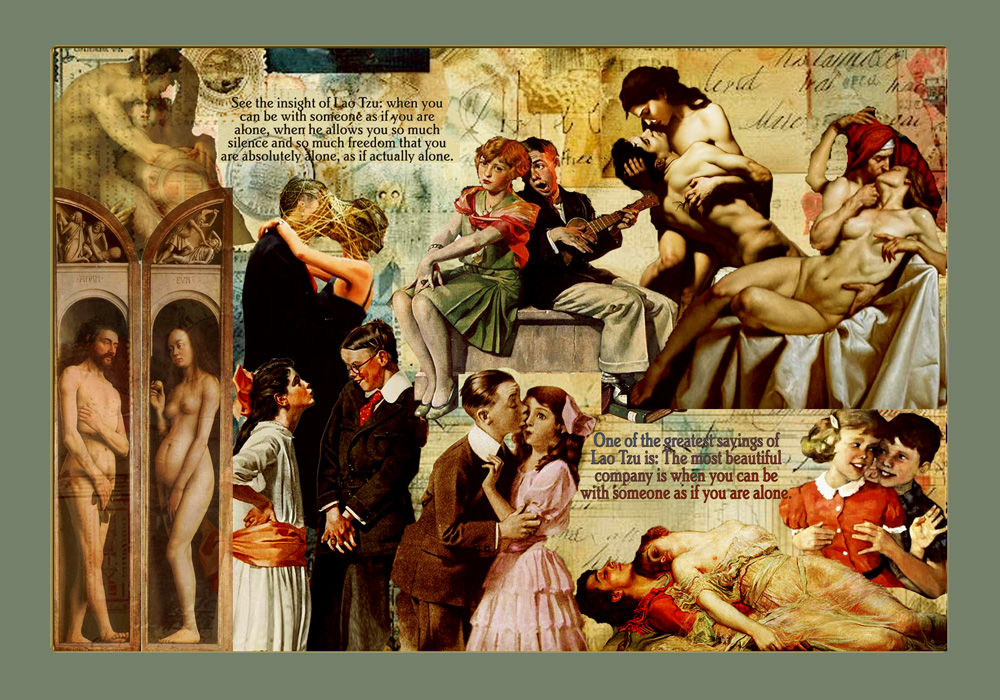 See the insight of Lao Tzu: when you
can be with someone as if you are
alone, when he allows you so much
silence and so much freedom that you
are absolutely alone, as if actually alone.
One of the greatest sayings of
Lao Tzu is: The most beautiful
company is when you can be
with someone as if you are alone.